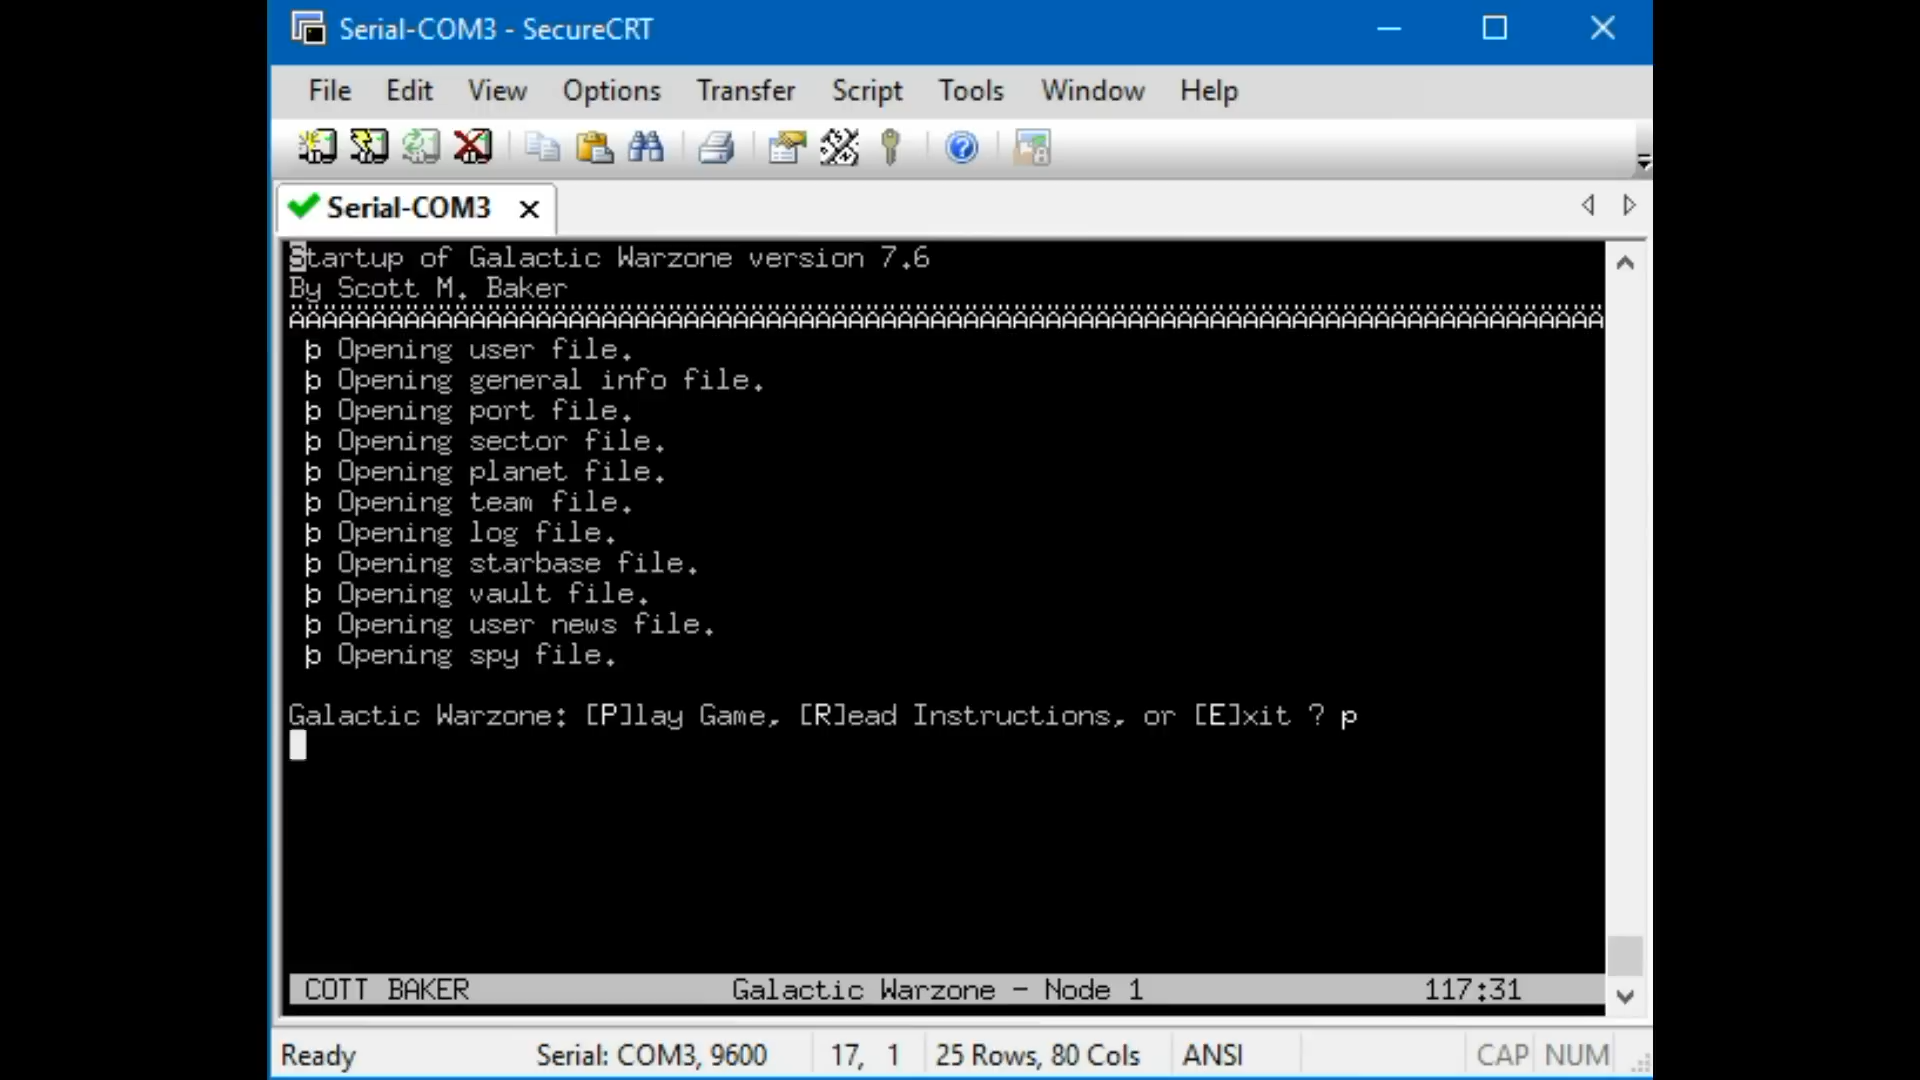 Serial-COM3 - SecureCRT
File Edit View Options Transfer Script Tools Window Help
Serial-COM3
Startup of Galactic Warzone version 7.6
By Scott M. Baker
ÄÄÄÄÄÄÄÄÄÄÄÄÄÄÄÄÄÄÄÄÄÄÄÄÄÄÄÄÄÄÄÄÄÄÄÄÄÄÄÄÄÄÄÄÄÄÄÄÄÄÄÄÄÄÄÄÄÄÄÄÄÄÄÄÄÄÄÄÄÄÄÄÄÄÄÄÄÄÄÄ
þ Opening user file.
þ Opening general info file.
þ Opening port file.
þ Opening sector file.
þ Opening planet file.
þ Opening team file.
þ Opening log file.
þ Opening starbase file.
þ Opening vault file.
þ Opening user news file.
þ Opening spy file.
Galactic Warzone: [P]lay Game, [R]ead Instructions, or [E]xit ? p
COTT BAKER Galactic Warzone - Node 1 117:31
Ready Serial: COM3, 9600 17, 1 25 Rows, 80 Cols ANSI CAP NUM